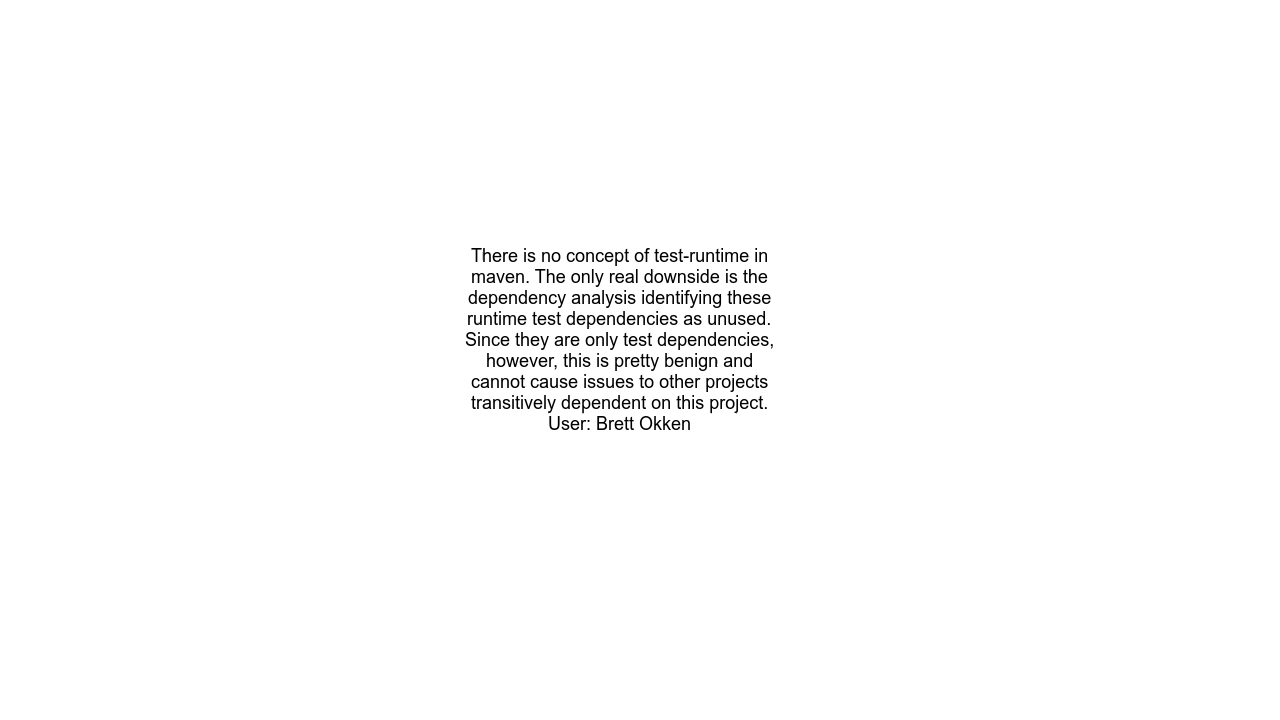 There is no concept of test-runtime in
maven. The only real downside is the
dependency analysis identifying these
runtime test dependencies as unused.
Since they are only test dependencies,
however, this is pretty benign and
cannot cause issues to other projects
transitively dependent on this project.
User: Brett Okken